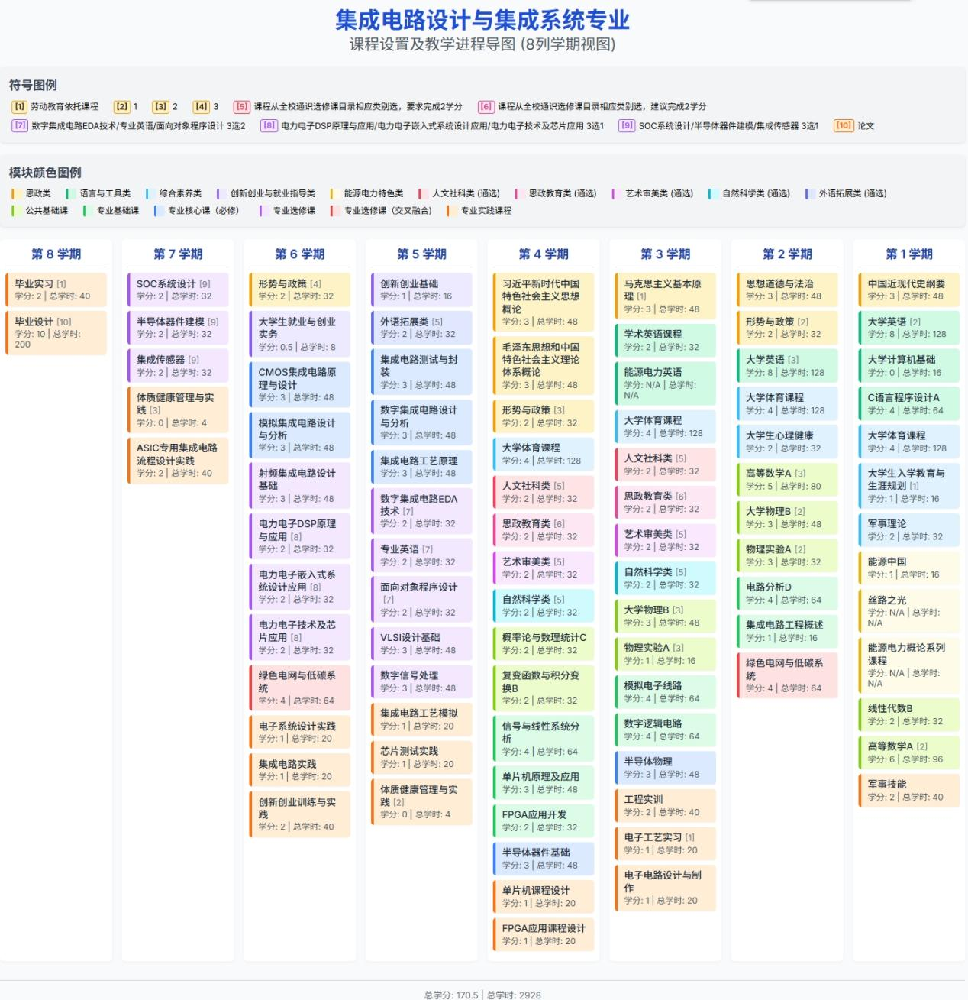 集成电路设计与集成系统专业
课程设置及教学进程导图 (8列学期视图)
符号图例
[1] 劳动教育依托课程 [2] 1 [3] 2 [4] 3 [5] 课程从全校通识选修课目录相应类别选，要求完成2学分 [6] 课程从全校通识选修课目录相应类别选，建议完成2学分
[7] 数字集成电路EDA技术/专业英语/面向对象程序设计 3选2 [8] 电力电子DSP原理与应用/电力电子嵌入式系统设计应用/电力电子技术及芯片应用 3选1 [9] SOC系统设计/半导体器件建模/集成传感器 3选1 [10] 论文
模块颜色图例
思政类 语言与工具类 综合素养类 创新创业与就业指导类 能源电力特色类 人文社科类 (通选) 思政教育类 (通选) 艺术审美类 (通选) 自然科学类 (通选) 外语拓展类 (通选)
公共基础课 专业基础课 专业核心课（必修） 专业选修课 专业选修课（交叉融合） 专业实践课程
第 8 学期
毕业实习 [1]
学分: 2 | 总学时: 40
毕业设计 [10]
学分: 10 | 总学时:
200
第 7 学期
SOC系统设计 [9]
学分: 2 | 总学时: 32
半导体器件建模 [9]
学分: 2 | 总学时: 32
集成传感器 [9]
学分: 2 | 总学时: 32
体质健康管理与实
践 [3]
学分: 0 | 总学时: 4
ASIC专用集成电路
流程设计实践
学分: 2 | 总学时: 40
第 6 学期
形势与政策 [4]
学分: 2 | 总学时: 32
大学生就业与创业
实务
学分: 0.5 | 总学时: 8
CMOS集成电路原
理与设计
学分: 3 | 总学时: 48
模拟集成电路设计
与分析
学分: 3 | 总学时: 48
射频集成电路设计
基础
学分: 3 | 总学时: 48
电力电子DSP原理
与应用 [8]
学分: 2 | 总学时: 32
电力电子嵌入式系
统设计应用 [8]
学分: 2 | 总学时: 32
电力电子技术及芯
片应用 [8]
学分: 2 | 总学时: 32
绿色电网与低碳系
统
学分: 4 | 总学时: 64
电子系统设计实践
学分: 1 | 总学时: 20
集成电路实践
学分: 1 | 总学时: 20
创新创业训练与实
践
学分: 2 | 总学时: 40
第 5 学期
创新创业基础
学分: 1 | 总学时: 16
外语拓展类 [5]
学分: 2 | 总学时: 32
集成电路测试与封
装
学分: 3 | 总学时: 48
数字集成电路设计
与分析
学分: 3 | 总学时: 48
集成电路工艺原理
学分: 3 | 总学时: 48
数字集成电路EDA
技术 [7]
学分: 2 | 总学时: 32
专业英语 [7]
学分: 2 | 总学时: 32
面向对象程序设计
[7]
学分: 2 | 总学时: 32
VLSI设计基础
学分: 3 | 总学时: 48
数字信号处理
学分: 3 | 总学时: 48
集成电路工艺模拟
学分: 1 | 总学时: 20
芯片测试实践
学分: 1 | 总学时: 20
体质健康管理与实
践 [2]
学分: 0 | 总学时: 4
第 4 学期
习近平新时代中国
特色社会主义思想
概论
学分: 3 | 总学时: 48
毛泽东思想和中国
特色社会主义理论
体系概论
学分: 3 | 总学时: 48
形势与政策 [3]
学分: 2 | 总学时: 32
大学体育课程
学分: 4 | 总学时: 128
人文社科类 [5]
学分: 2 | 总学时: 32
思政教育类 [6]
学分: 2 | 总学时: 32
艺术审美类 [5]
学分: 2 | 总学时: 32
自然科学类 [5]
学分: 2 | 总学时: 32
概率论与数理统计C
学分: 2 | 总学时: 32
复变函数与积分变
换B
学分: 2 | 总学时: 32
信号与线性系统分
析
学分: 4 | 总学时: 64
单片机原理及应用
学分: 3 | 总学时: 48
FPGA应用开发
学分: 2 | 总学时: 32
半导体器件基础
学分: 3 | 总学时: 48
单片机课程设计
学分: 1 | 总学时: 20
FPGA应用课程设计
学分: 1 | 总学时: 20
第 3 学期
马克思主义基本原
理 [1]
学分: 3 | 总学时: 48
学术英语课程
学分: 2 | 总学时: 32
能源电力英语
学分: N/A | 总学时:
N/A
大学体育课程
学分: 4 | 总学时: 128
人文社科类 [5]
学分: 2 | 总学时: 32
思政教育类 [6]
学分: 2 | 总学时: 32
艺术审美类 [5]
学分: 2 | 总学时: 32
自然科学类 [5]
学分: 2 | 总学时: 32
大学物理B [3]
学分: 3 | 总学时: 48
物理实验A [3]
学分: 1 | 总学时: 16
模拟电子线路
学分: 4 | 总学时: 64
数字逻辑电路
学分: 4 | 总学时: 64
半导体物理
学分: 3 | 总学时: 48
工程实训
学分: 2 | 总学时: 40
电子工艺实习 [1]
学分: 1 | 总学时: 20
电子电路设计与制
作
学分: 1 | 总学时: 20
第 2 学期
思想道德与法治
学分: 3 | 总学时: 48
形势与政策 [2]
学分: 2 | 总学时: 32
大学英语 [3]
学分: 8 | 总学时: 128
大学体育课程
学分: 4 | 总学时: 128
大学生心理健康
学分: 2 | 总学时: 32
高等数学A [3]
学分: 5 | 总学时: 80
大学物理B [2]
学分: 3 | 总学时: 48
物理实验A [2]
学分: 3 | 总学时: 32
电路分析D
学分: 4 | 总学时: 64
集成电路工程概述
学分: 1 | 总学时: 16
绿色电网与低碳系
统
学分: 4 | 总学时: 64
第 1 学期
中国近现代史纲要
学分: 3 | 总学时: 48
大学英语 [2]
学分: 8 | 总学时: 128
大学计算机基础
学分: 0 | 总学时: 16
C语言程序设计A
学分: 4 | 总学时: 64
大学体育课程
学分: 4 | 总学时: 128
大学生入学教育与
生涯规划 [1]
学分: 1 | 总学时: 16
军事理论
学分: 2 | 总学时: 32
能源中国
学分: 1 | 总学时: 16
丝路之光
学分: N/A | 总学时:
N/A
能源电力概论系列
课程
学分: N/A | 总学时:
N/A
线性代数B
学分: 2 | 总学时: 32
高等数学A [2]
学分: 6 | 总学时: 96
军事技能
学分: 2 | 总学时: 40
总学分: 170.5 | 总学时: 2928